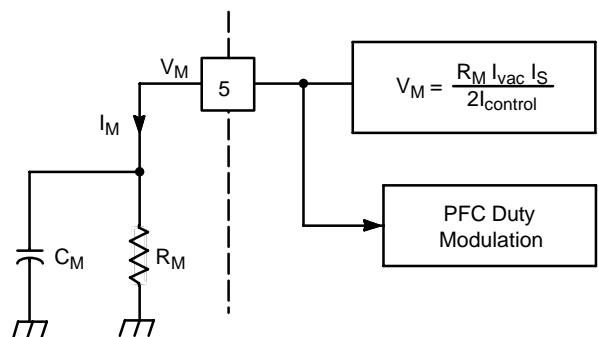 V_M
5
V_M = R_M I_vac I_S / 2I_control
I_M
PFC Duty
Modulation
C_M
R_M